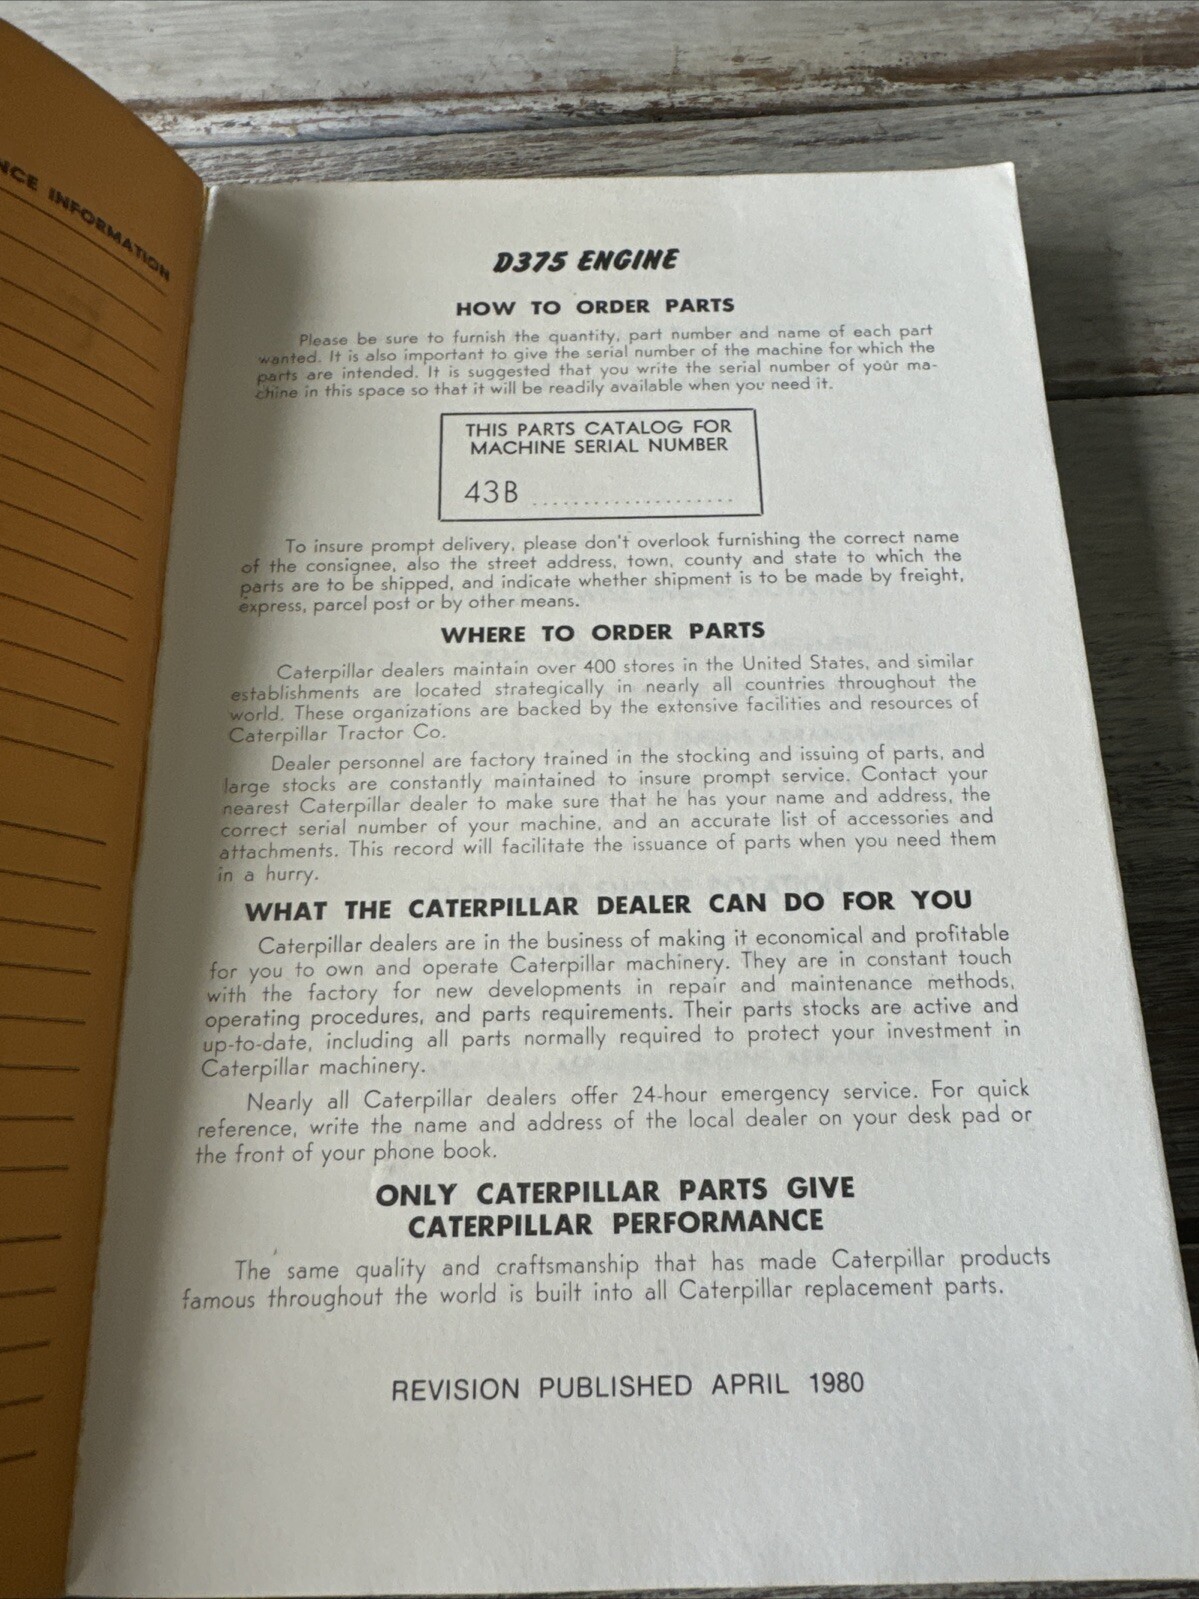 NCE INFORMATION
D375 ENGINE
HOW TO ORDER PARTS
Please be sure to furnish the quantity, part number and name of each part
wanted. It is also important to give the serial number of the machine for which the
parts are intended. It is suggested that you write the serial number of your ma-
chine in this space so that it will be readily available when you need it.
THIS PARTS CATALOG FOR
MACHINE SERIAL NUMBER
43B ....................
To insure prompt delivery, please don't overlook furnishing the correct name
of the consignee, also the street address, town, county and state to which the
parts are to be shipped, and indicate whether shipment is to be made by freight,
express, parcel post or by other means.
WHERE TO ORDER PARTS
Caterpillar dealers maintain over 400 stores in the United States, and similar
establishments are located strategically in nearly all countries throughout the
world. These organizations are backed by the extensive facilities and resources of
Caterpillar Tractor Co.
Dealer personnel are factory trained in the stocking and issuing of parts, and
large stocks are constantly maintained to insure prompt service. Contact your
nearest Caterpillar dealer to make sure that he has your name and address, the
correct serial number of your machine, and an accurate list of accessories and
attachments. This record will facilitate the issuance of parts when you need them
in a hurry.
WHAT THE CATERPILLAR DEALER CAN DO FOR YOU
Caterpillar dealers are in the business of making it economical and profitable
for you to own and operate Caterpillar machinery. They are in constant touch
with the factory for new developments in repair and maintenance methods,
operating procedures, and parts requirements. Their parts stocks are active and
up-to-date, including all parts normally required to protect your investment in
Caterpillar machinery.
Nearly all Caterpillar dealers offer 24-hour emergency service. For quick
reference, write the name and address of the local dealer on your desk pad or
the front of your phone book.
ONLY CATERPILLAR PARTS GIVE
CATERPILLAR PERFORMANCE
The same quality and craftsmanship that has made Caterpillar products
famous throughout the world is built into all Caterpillar replacement parts.
REVISION PUBLISHED APRIL 1980